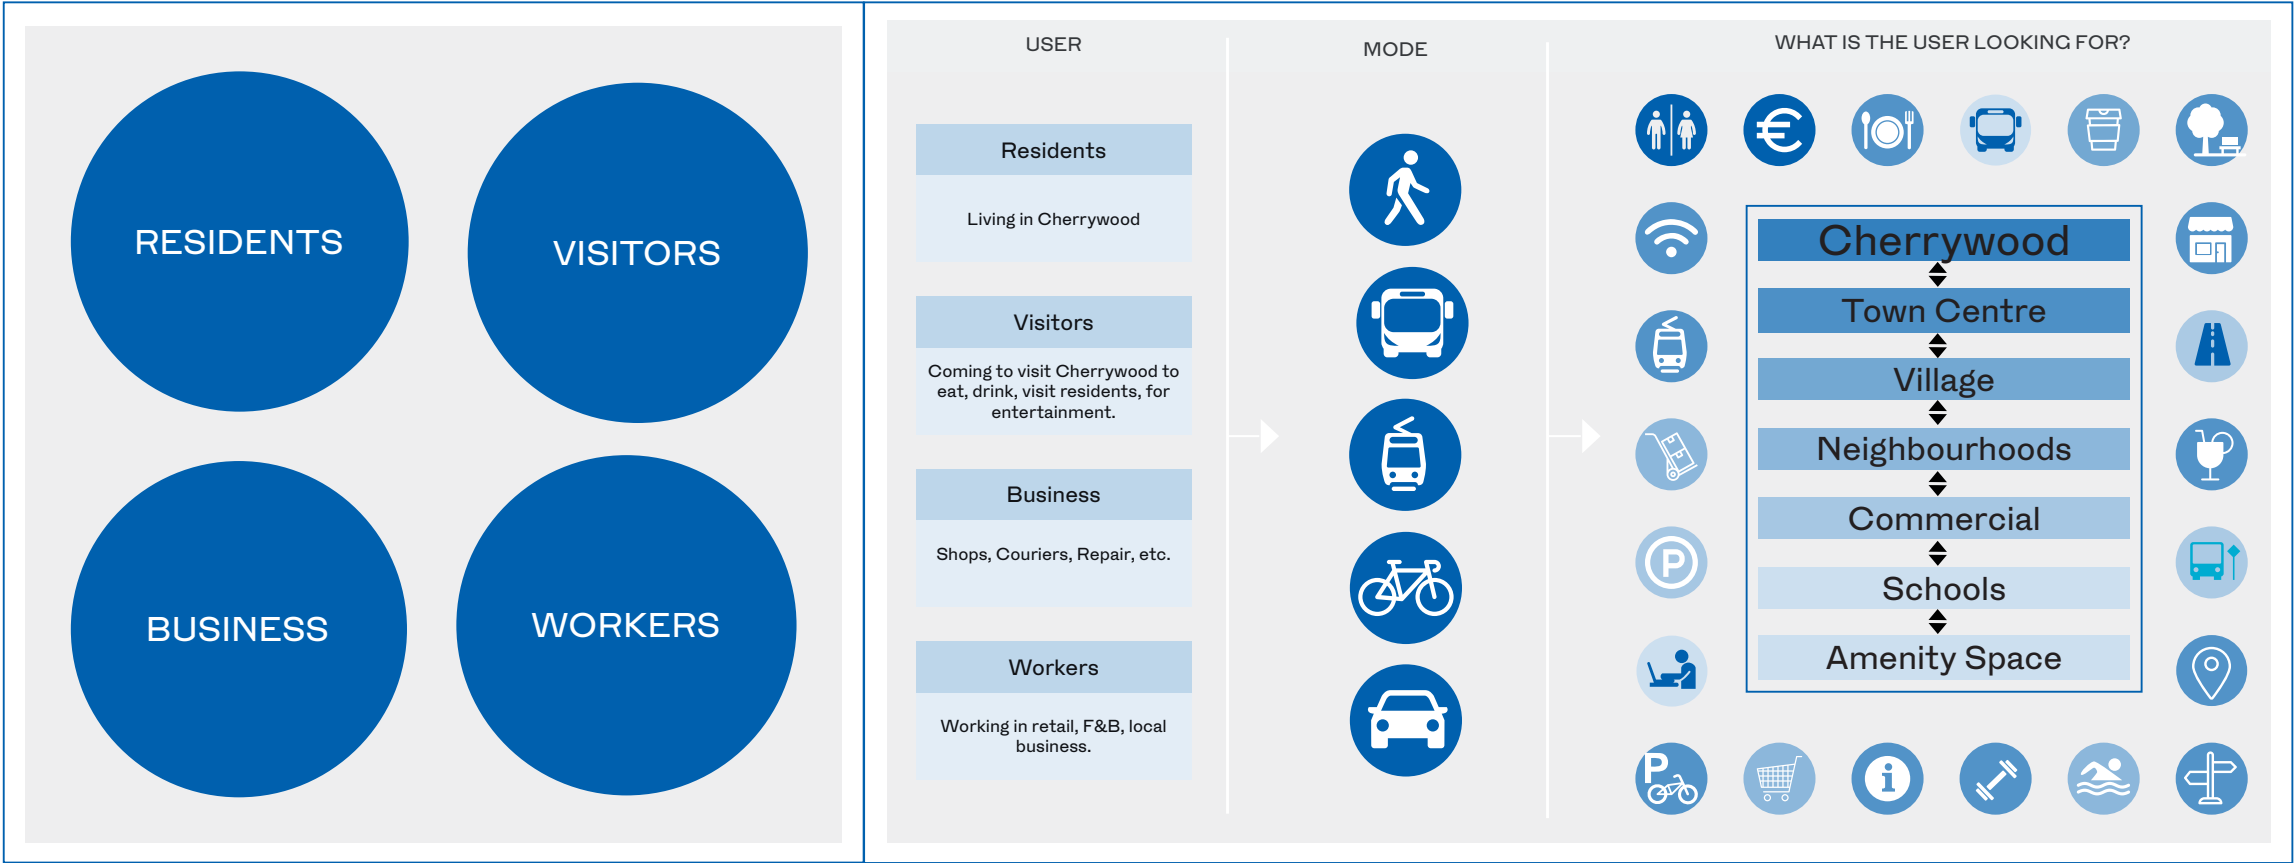 RESIDENTS
VISITORS
BUSINESS
WORKERS
USER
MODE
WHAT IS THE USER LOOKING FOR?
Residents
Living in Cherrywood
Visitors
Coming to visit Cherrywood to
eat, drink, visit residents, for
entertainment.
Business
Shops, Couriers, Repair, etc.
Workers
Working in retail, F&B, local
business.
€
Cherrywood
Town Centre
Village
Neighbourhoods
Commercial
Schools
Amenity Space
P
P
i